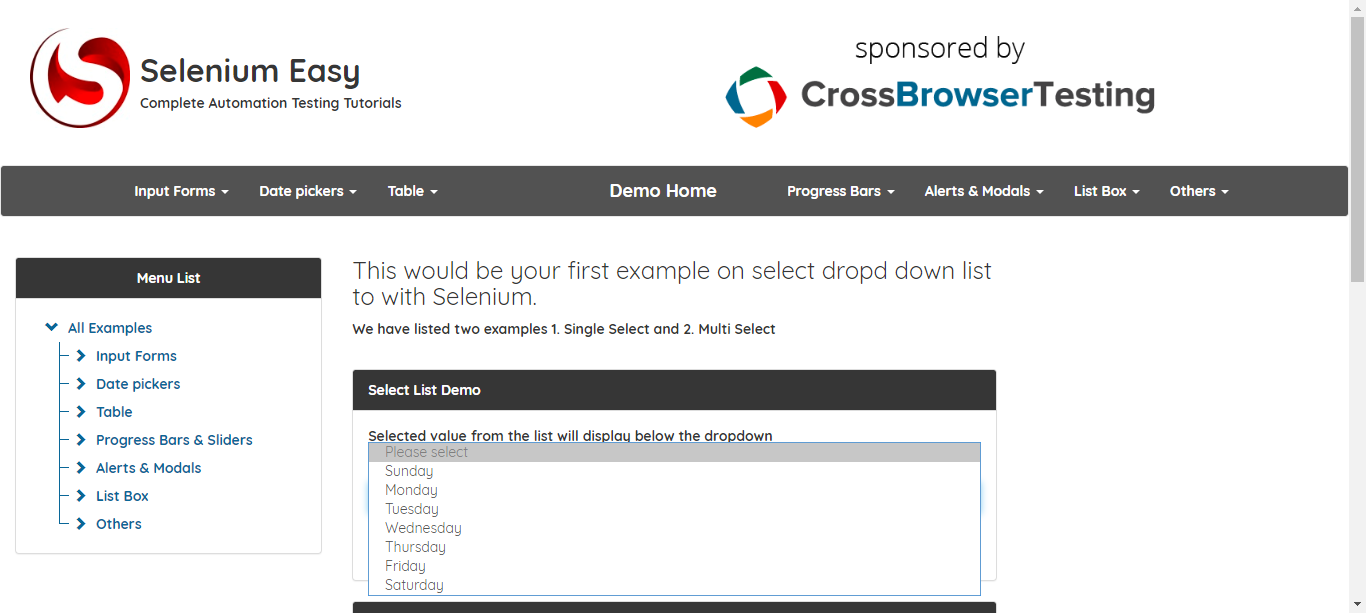 Selenium Easy
Complete Automation Testing Tutorials
sponsored by
CrossBrowserTesting
Input Forms
Date pickers
Table
Demo Home
Progress Bars
Alerts & Modals
List Box
Others
Menu List
All Examples
Input Forms
Date pickers
Table
Progress Bars & Sliders
Alerts & Modals
List Box
Others
This would be your first example on select dropd down list
to with Selenium.
We have listed two examples 1. Single Select and 2. Multi Select
Select List Demo
Selected value from the list will display below the dropdown
Please select
Sunday
Monday
Tuesday
Wednesday
Thursday
Friday
Saturday